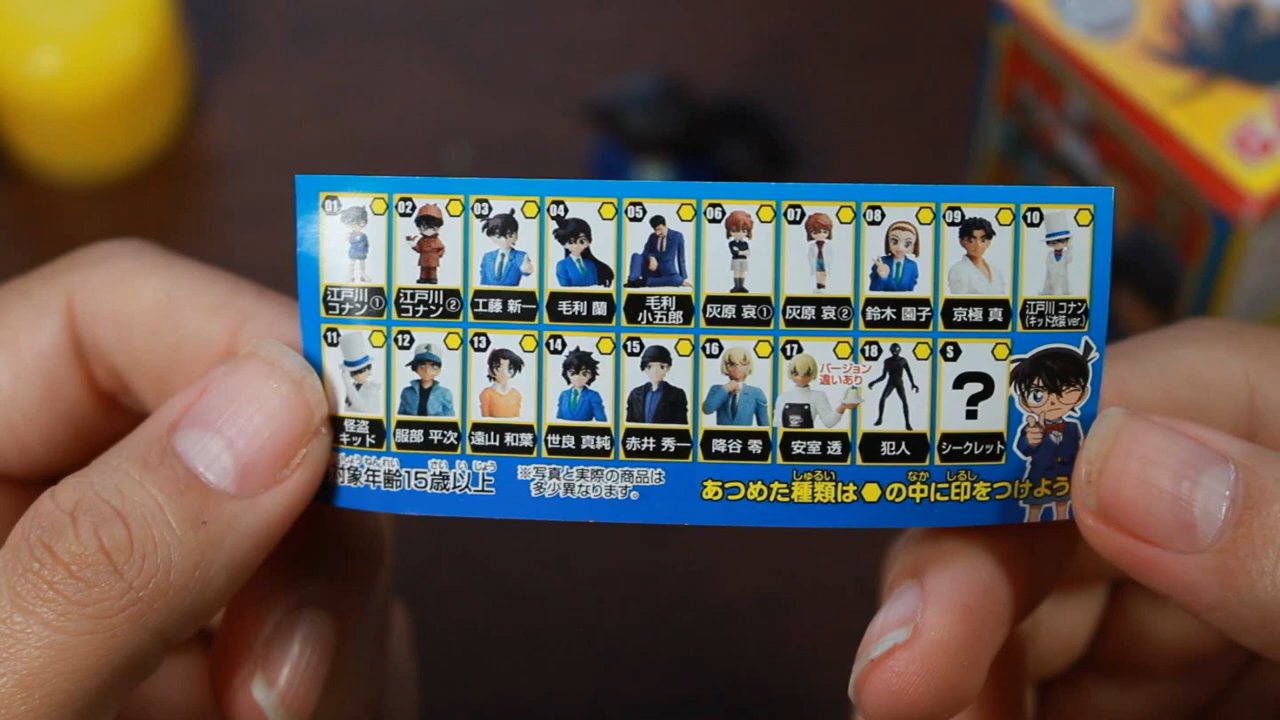 01 02 03 04 05 06 07 08 09 10
江戸川 コナン①
江戸川 コナン②
工藤 新一
毛利 蘭
毛利 小五郎
灰原 哀①
灰原 哀②
鈴木 園子
京極 真
江戸川 コナン (キッド衣装 ver.)
11 12 13 14 15 16 17 18 S
バージョン
違いあり
?
怪盗 キッド
服部 平次
遠山 和葉
世良 真純
赤井 秀一
降谷 零
安室 透
犯人
シークレット
対象年齢15歳以上
※写真と実際の商品は
多少異なります。
あつめた種類は⬣の中に印をつけよう